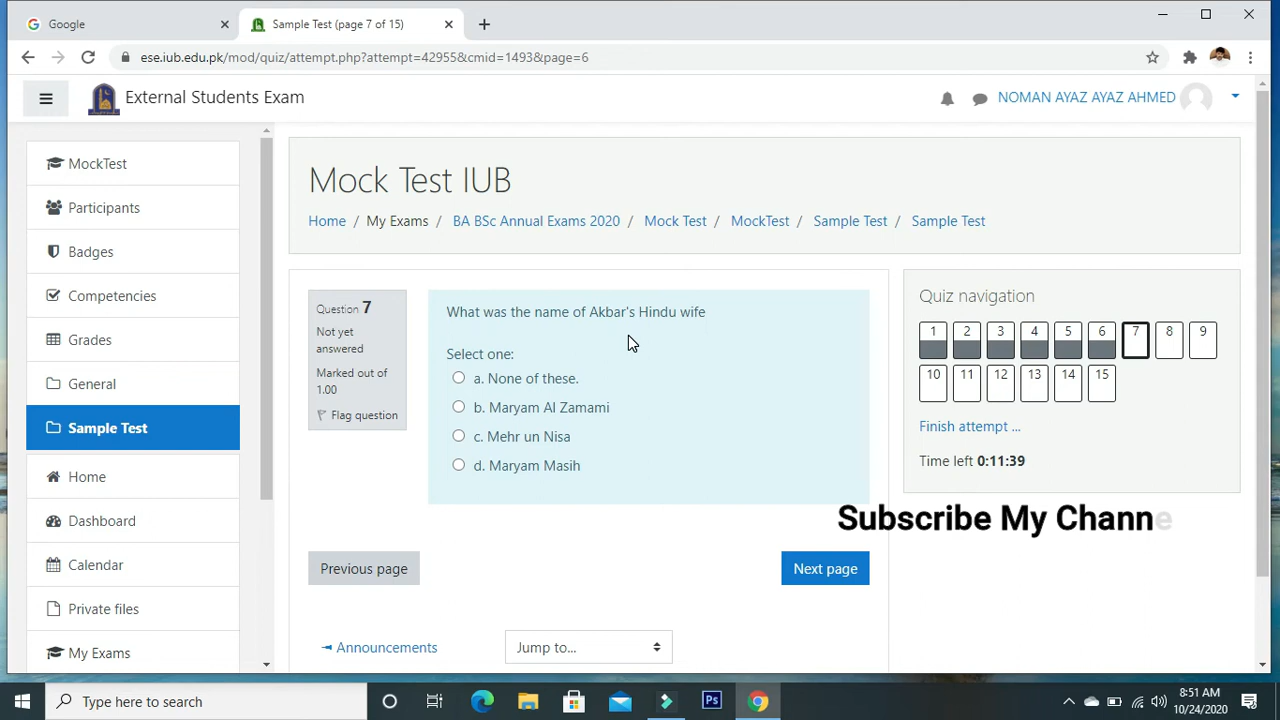 Google
Sample Test (page 7 of 15)
ese.iub.edu.pk/mod/quiz/attempt.php?attempt=42955&cmid=1493&page=6
External Students Exam
NOMAN AYAZ AYAZ AHMED
MockTest
Participants
Badges
Competencies
Grades
General
Sample Test
Home
Dashboard
Calendar
Private files
My Exams
Mock Test IUB
Home / My Exams / BA BSc Annual Exams 2020 / Mock Test / MockTest / Sample Test / Sample Test
Question 7
Not yet
answered
Marked out of
1.00
Flag question
What was the name of Akbar's Hindu wife
Select one:
a. None of these.
b. Maryam Al Zamami
c. Mehr un Nisa
d. Maryam Masih
Previous page
Next page
Announcements
Jump to...
Quiz navigation
1 2 3 4 5 6 7 8 9
10 11 12 13 14 15
Finish attempt ...
Time left 0:11:39
Subscribe My Channe
Type here to search
Ps
8:51 AM
10/24/2020